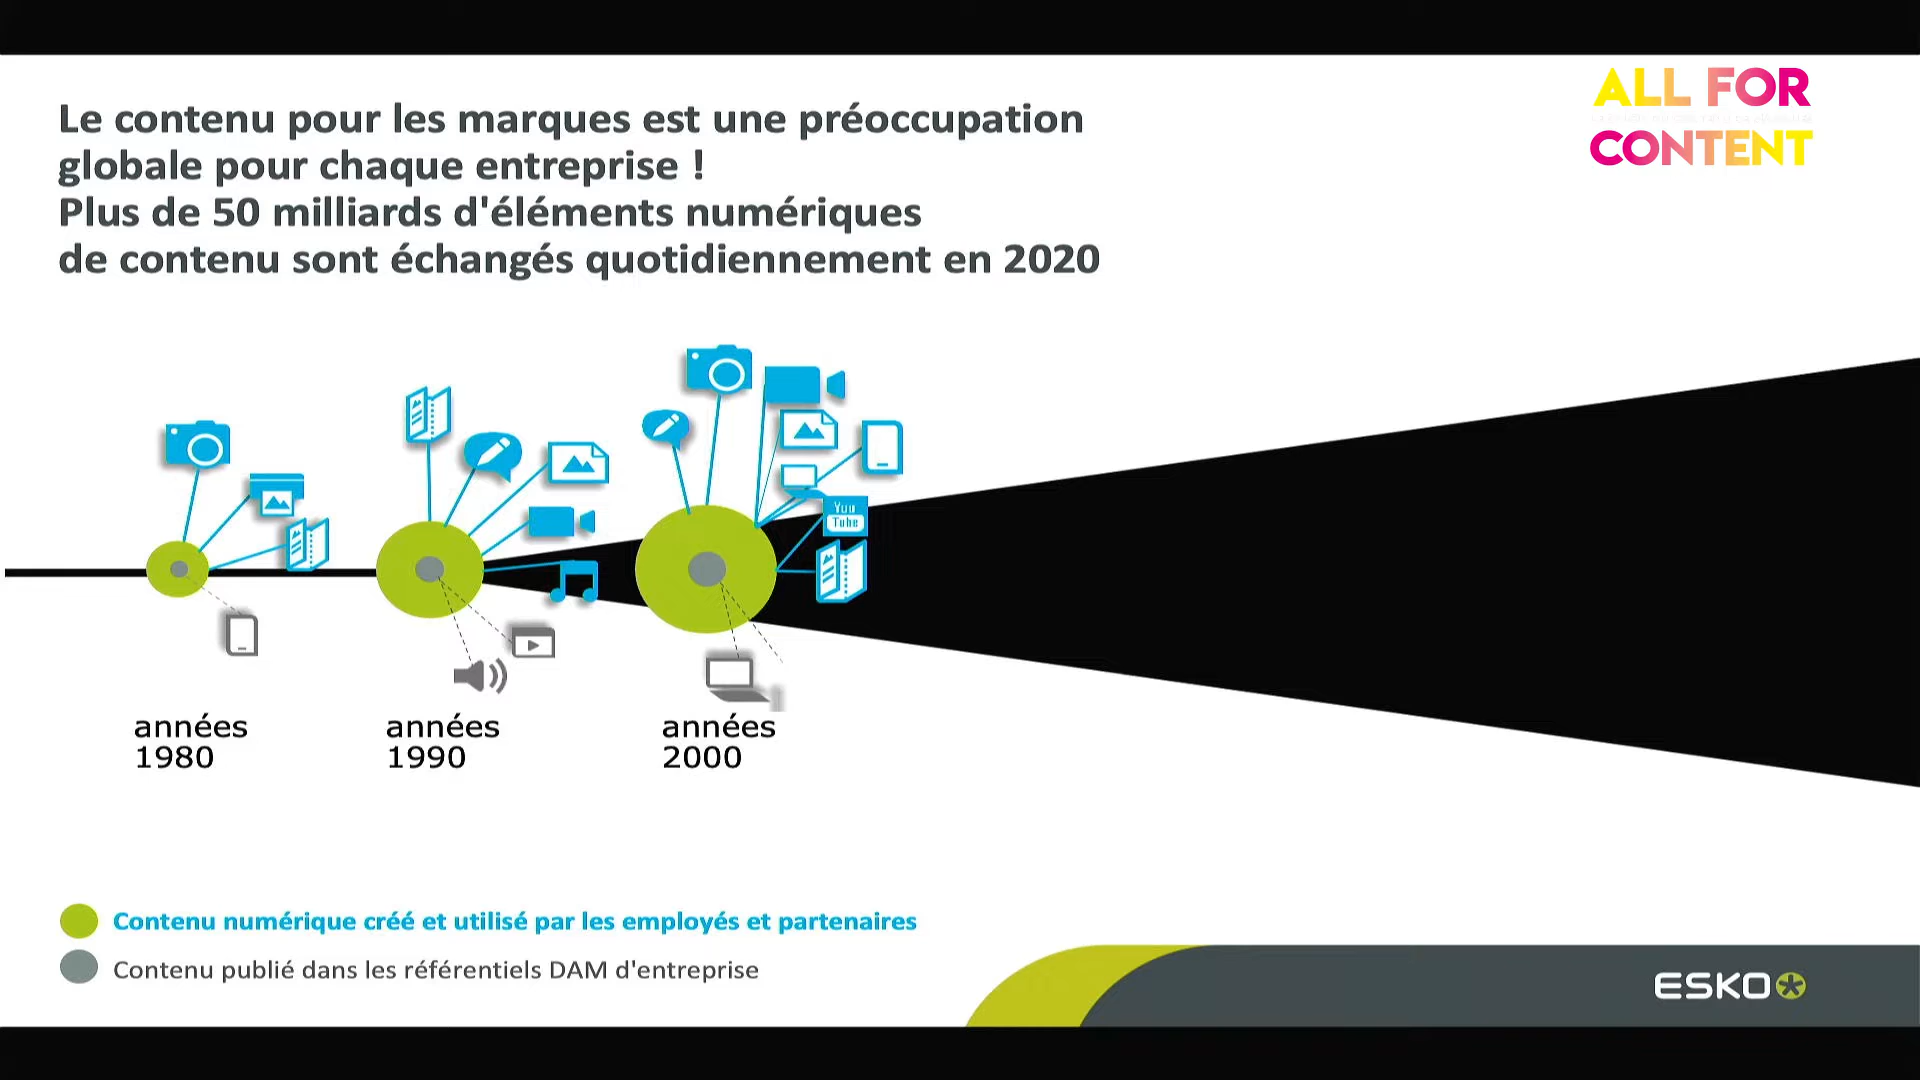 ALL FOR
CONTENT
Le contenu pour les marques est une préoccupation
globale pour chaque entreprise !
Plus de 50 milliards d'éléments numériques
de contenu sont échangés quotidiennement en 2020
You
Tube
années
1980
années
1990
années
2000
Contenu numérique créé et utilisé par les employés et partenaires
Contenu publié dans les référentiels DAM d'entreprise
ESKO